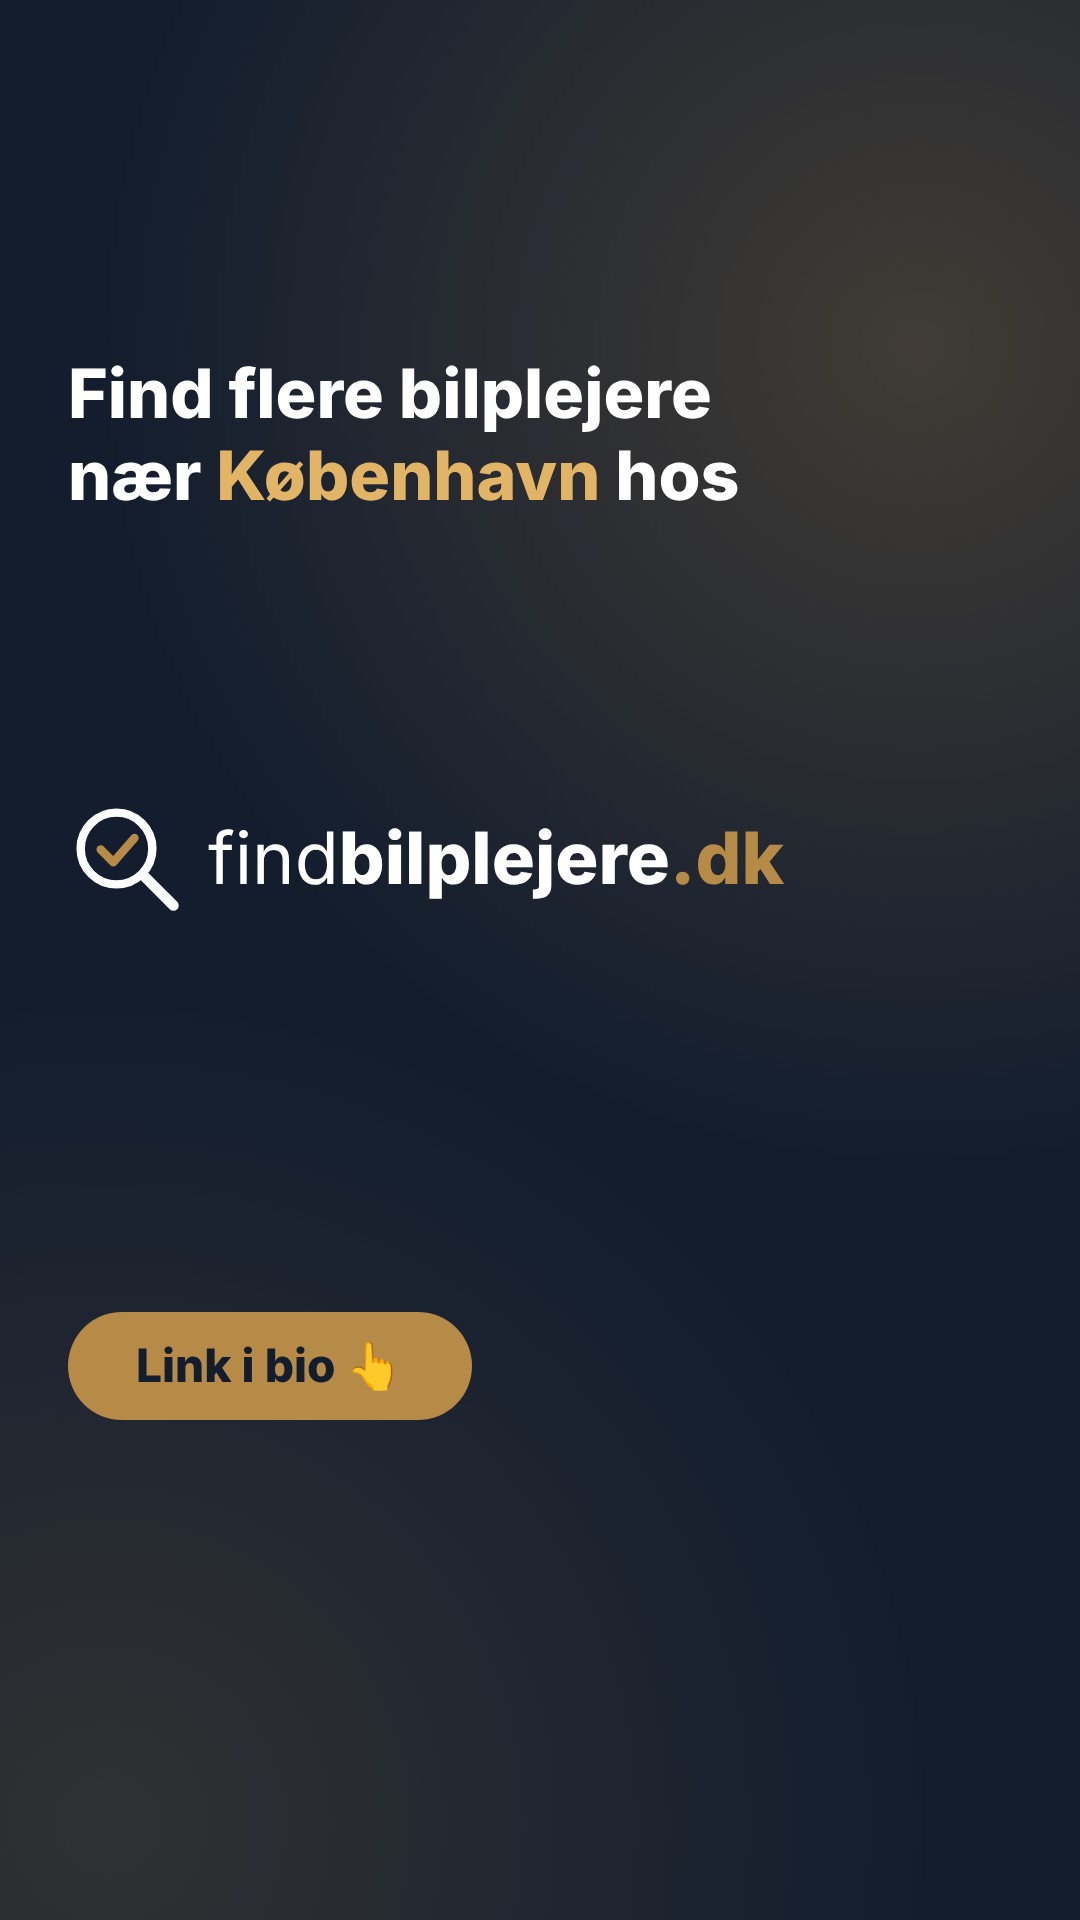 Find flere bilplejere
nær København hos
findbilplejere.dk
Link i bio 👆